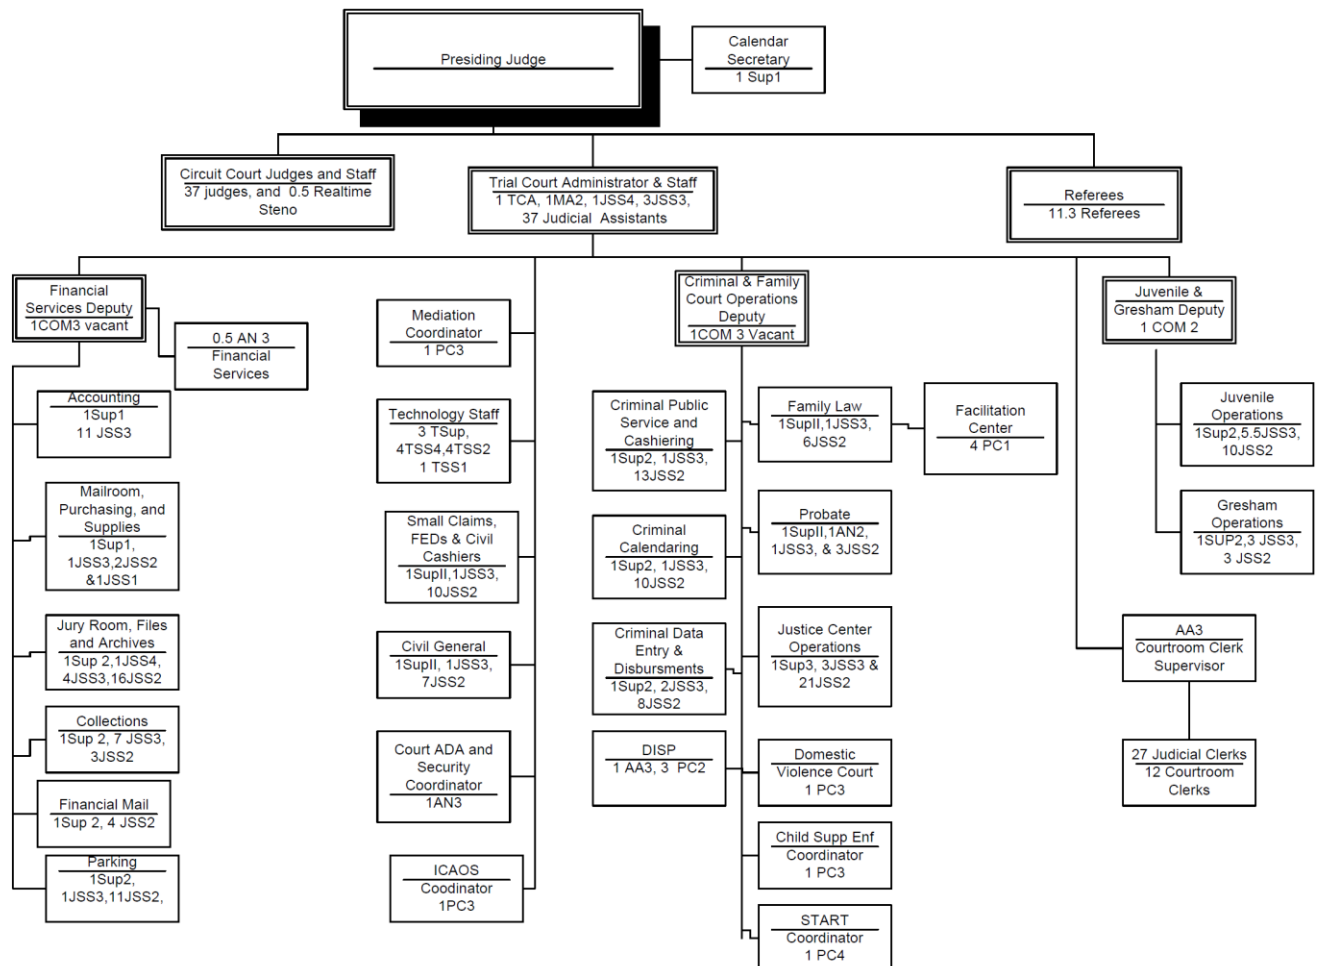 Presiding Judge
Calendar
Secretary
1 Sup1
Circuit Court Judges and Staff
37 judges, and 0.5 Realtime
Steno
Trial Court Administrator & Staff
1 TCA, 1MA2, 1JSS4, 3JSS3,
37 Judicial Assistants
Referees
11.3 Referees
Financial
Services Deputy
1COM3 vacant
0.5 AN 3
Financial
Services
Accounting
1Sup1
11 JSS3
Mailroom,
Purchasing, and
Supplies
1Sup1,
1JSS3,2JSS2
&1JSS1
Jury Room, Files
and Archives
1Sup 2,1JSS4,
4JSS3,16JSS2
Collections
1Sup 2, 7 JSS3,
3JSS2
Financial Mail
1Sup 2, 4 JSS2
Parking
1Sup2,
1JSS3,11JSS2,
Mediation
Coordinator
1 PC3
Technology Staff
3 TSup,
4TSS4,4TSS2
1 TSS1
Small Claims,
FEDs & Civil
Cashiers
1SupII,1JSS3,
10JSS2
Civil General
1SupII, 1JSS3,
7JSS2
Court ADA and
Security
Coordinator
1AN3
ICAOS
Coodinator
1PC3
Criminal & Family
Court Operations
Deputy
1COM 3 Vacant
Criminal Public
Service and
Cashiering
1Sup2, 1JSS3,
13JSS2
Criminal
Calendaring
1Sup2, 1JSS3,
10JSS2
Criminal Data
Entry &
Disbursments
1Sup2, 2JSS3,
8JSS2
DISP
1 AA3, 3 PC2
Family Law
1SupII,1JSS3,
6JSS2
Facilitation
Center
4 PC1
Probate
1SupII,1AN2,
1JSS3, & 3JSS2
Justice Center
Operations
1Sup3, 3JSS3 &
21JSS2
Domestic
Violence Court
1 PC3
Child Supp Enf
Coordinator
1 PC3
START
Coordinator
1 PC4
Juvenile &
Gresham Deputy
1 COM 2
Juvenile
Operations
1Sup2,5.5JSS3,
10JSS2
Gresham
Operations
1SUP2,3 JSS3,
3 JSS2
AA3
Courtroom Clerk
Supervisor
27 Judicial Clerks
12 Courtroom
Clerks